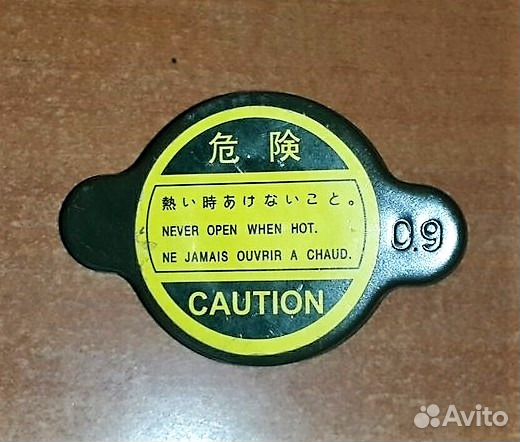 危険
熱い時あけないこと。
NEVER OPEN WHEN HOT.
NE JAMAIS OUVRIR A CHAUD.
CAUTION
0.9
Avito